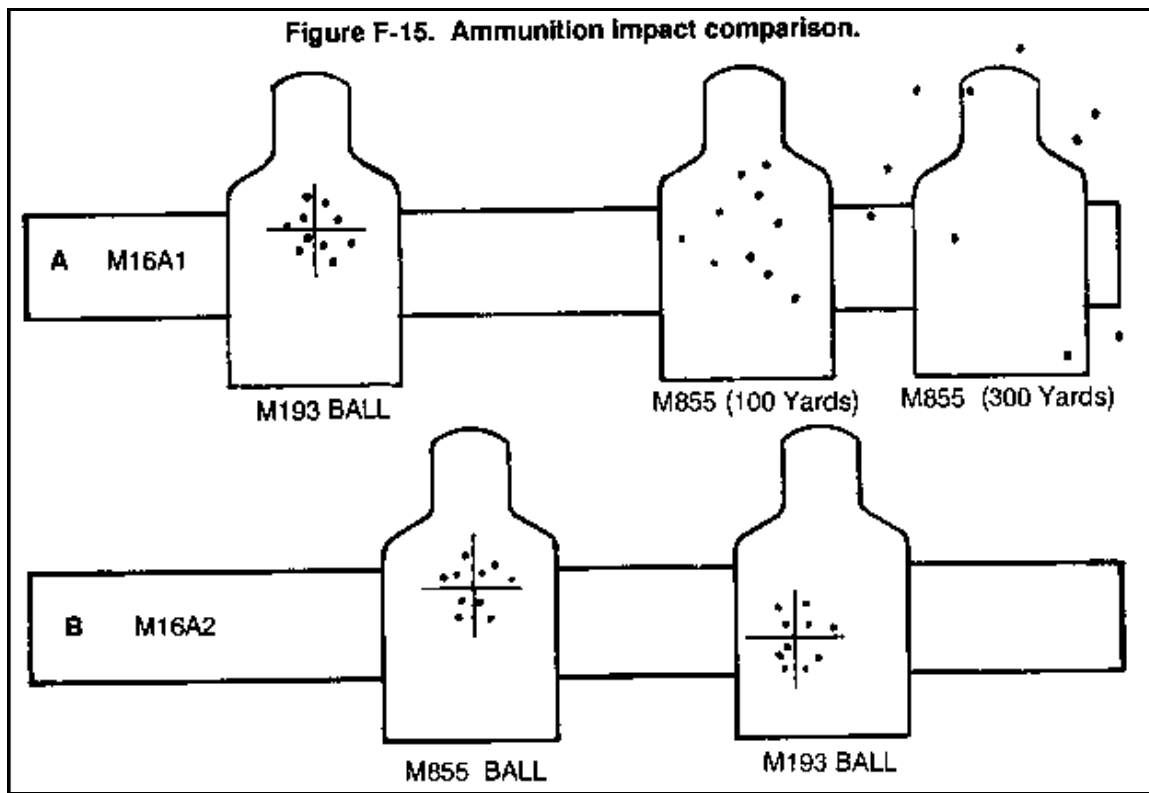 Figure F-15. Ammunition impact comparison.
A M16A1
M193 BALL
M855 (100 Yards)
M855 (300 Yards)
B M16A2
M855 BALL
M193 BALL